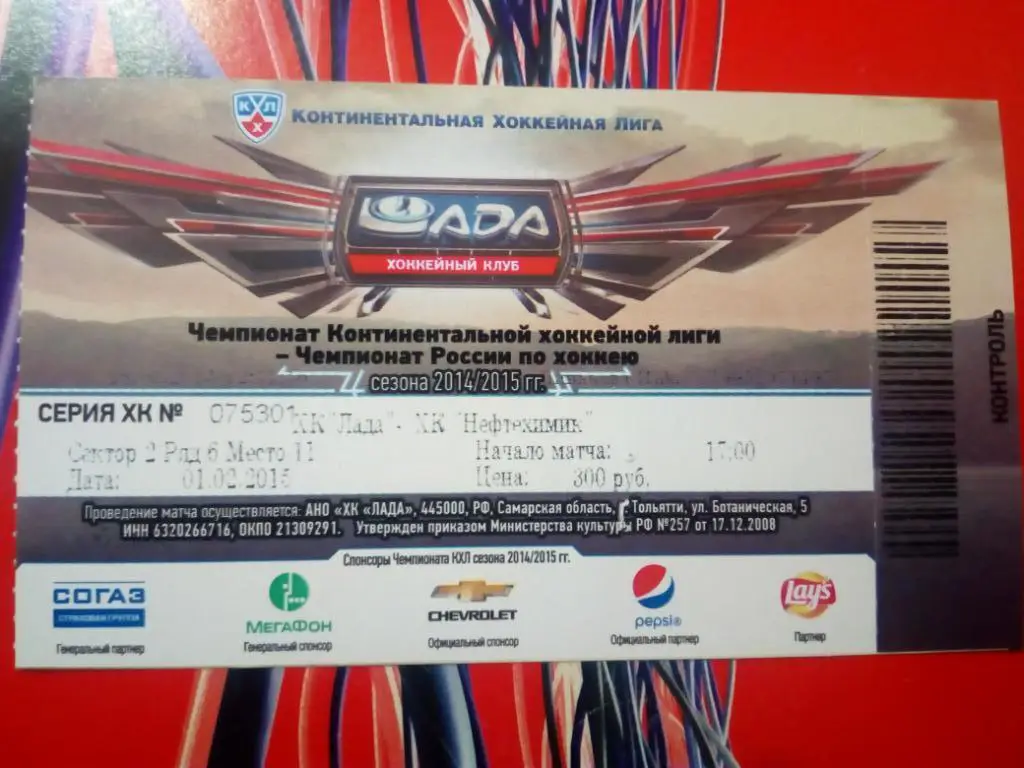 КХЛ
КОНТИНЕНТАЛЬНАЯ ХОККЕЙНАЯ ЛИГА
ЛАДА
ХОККЕЙНЫЙ КЛУБ
Чемпионат Континентальной хоккейной лиги
– Чемпионат России по хоккею
сезона 2014/2015 гг.
СЕРИЯ ХК № 075301 ХК "Лада" - ХК "Нефтехимик"
Сектор 2 Ряд 6 Место 11 Начало матча: 17:00
Дата: 01.02.2015 Цена: 300 руб.
Проведение матча осуществляется: АНО «ХК «ЛАДА», 445000, РФ, Самарская область, Г Тольятти, ул. Ботаническая, 5
ИНН 6320266716, ОКПО 21309291. Утвержден приказом Министерства культуры РФ №257 от 17.12.2008
Спонсоры Чемпионата КХЛ сезона 2014/2015 гг.
СОГАЗ
СТРАХОВАЯ ГРУППА
Генеральный партнер
МЕГАФОН
Генеральный спонсор
CHEVROLET
Официальный спонсор
pepsi®
Официальный партнер
Lay's
Партнер
КОНТРОЛЬ